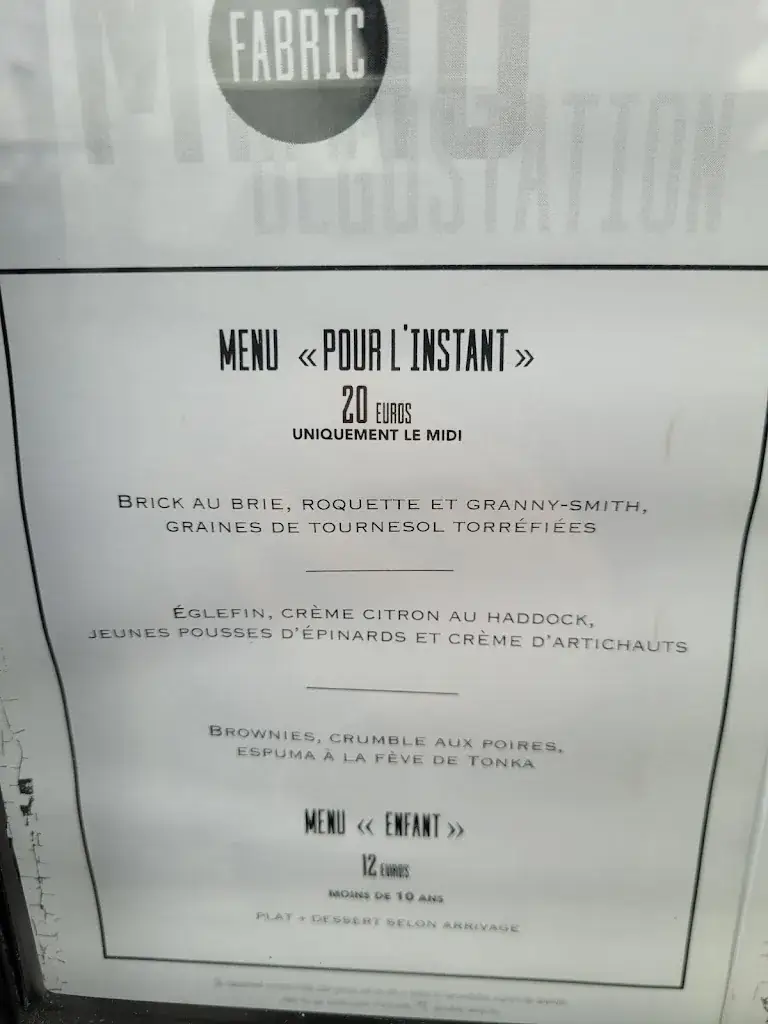 FABRIC
MENU
DÉGUSTATION
MENU « POUR L'INSTANT »
20 EUROS
UNIQUEMENT LE MIDI
BRICK AU BRIE, ROQUETTE ET GRANNY-SMITH,
GRAINES DE TOURNESOL TORRÉFIÉES
ÉGLEFIN, CRÈME CITRON AU HADDOCK,
JEUNES POUSSES D'ÉPINARDS ET CRÈME D'ARTICHAUTS
BROWNIES, CRUMBLE AUX POIRES,
ESPUMA À LA FÈVE DE TONKA
MENU « ENFANT »
12 EUROS
MOINS DE 10 ANS
PLAT + DESSERT SELON ARRIVAGE